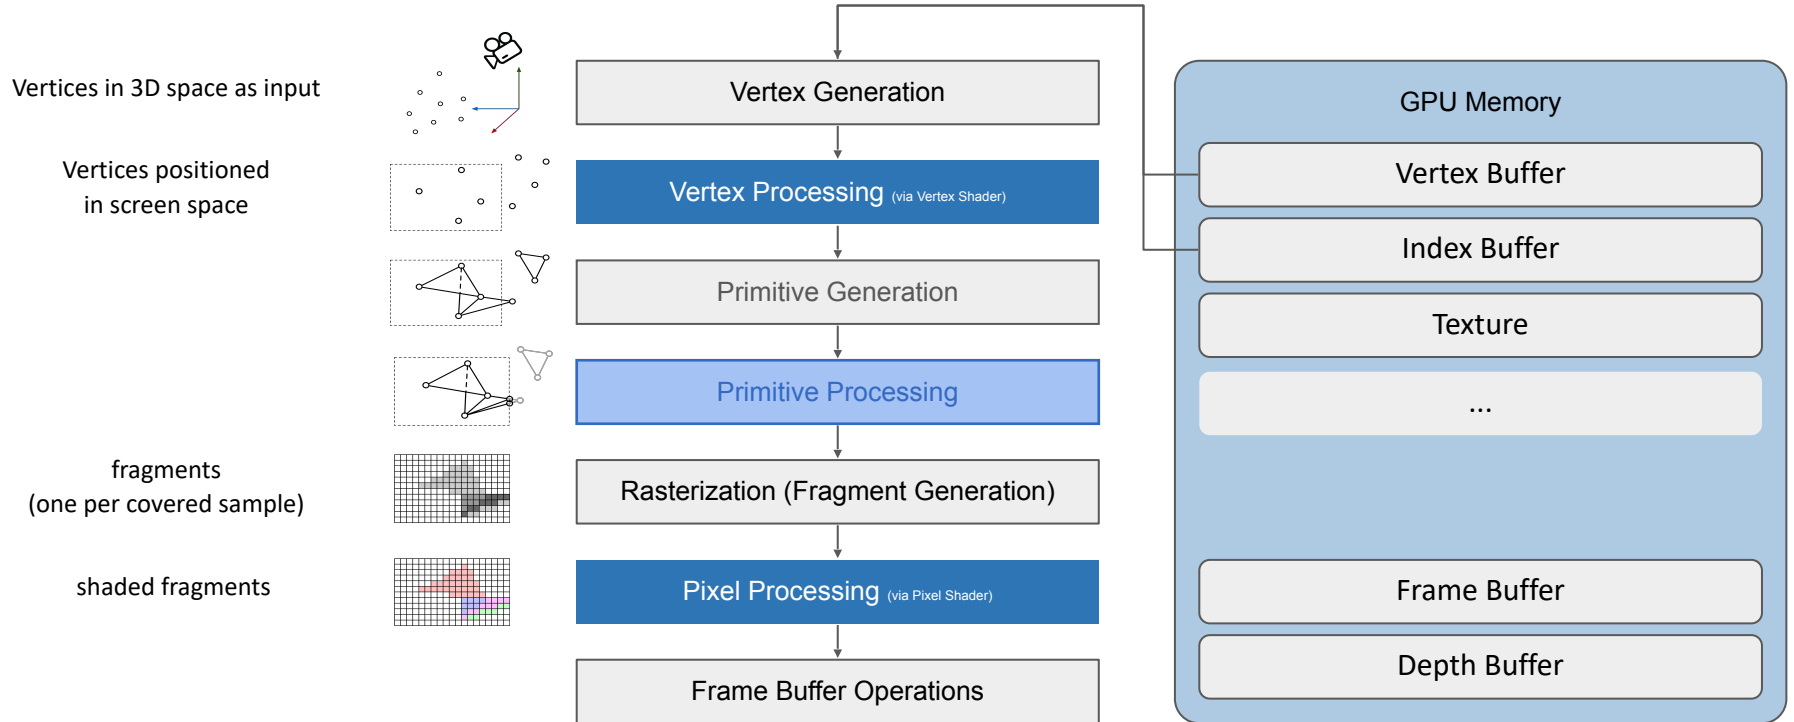 Vertices in 3D space as input
Vertices positioned
in screen space
fragments
(one per covered sample)
shaded fragments
Vertex Generation
Vertex Processing (via Vertex Shader)
Primitive Generation
Primitive Processing
Rasterization (Fragment Generation)
Pixel Processing (via Pixel Shader)
Frame Buffer Operations
GPU Memory
Vertex Buffer
Index Buffer
Texture
...
Frame Buffer
Depth Buffer